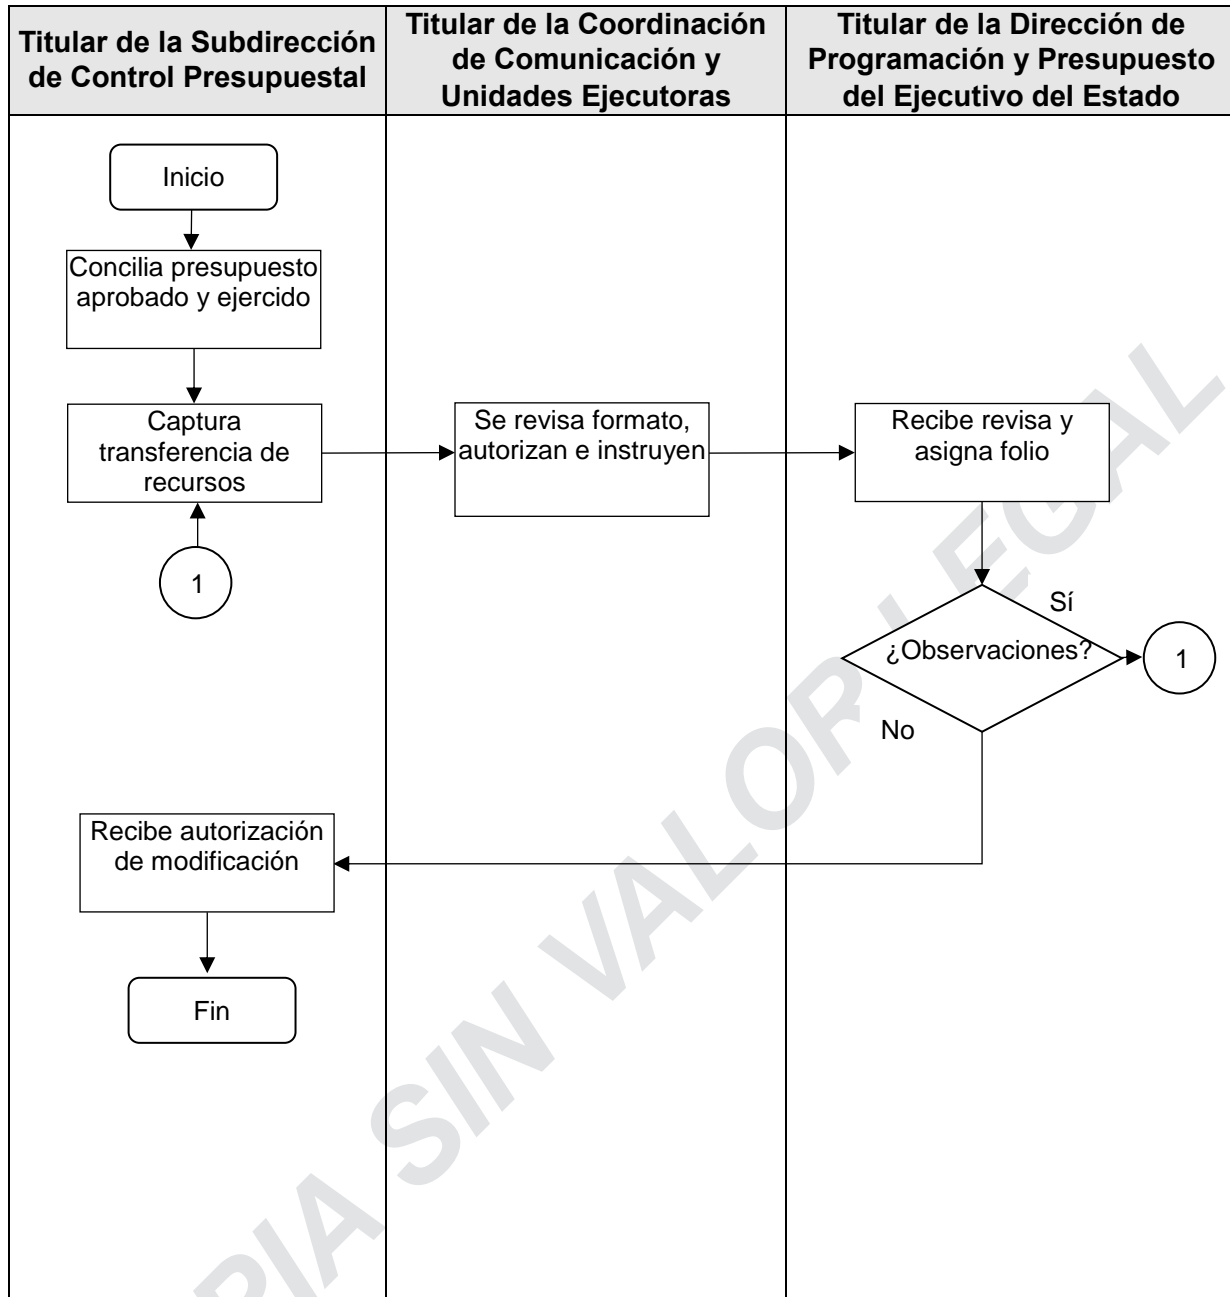 Titular de la Subdirección
de Control Presupuestal
Titular de la Coordinación
de Comunicación y
Unidades Ejecutoras
Titular de la Dirección de
Programación y Presupuesto
del Ejecutivo del Estado
Inicio
Concilia presupuesto
aprobado y ejercido
Captura
transferencia de
recursos
Se revisa formato,
autorizan e instruyen
Recibe revisa y
asigna folio
1
Sí
¿Observaciones?
1
No
Recibe autorización
de modificación
Fin
PIA SIN VALOR LEGAL